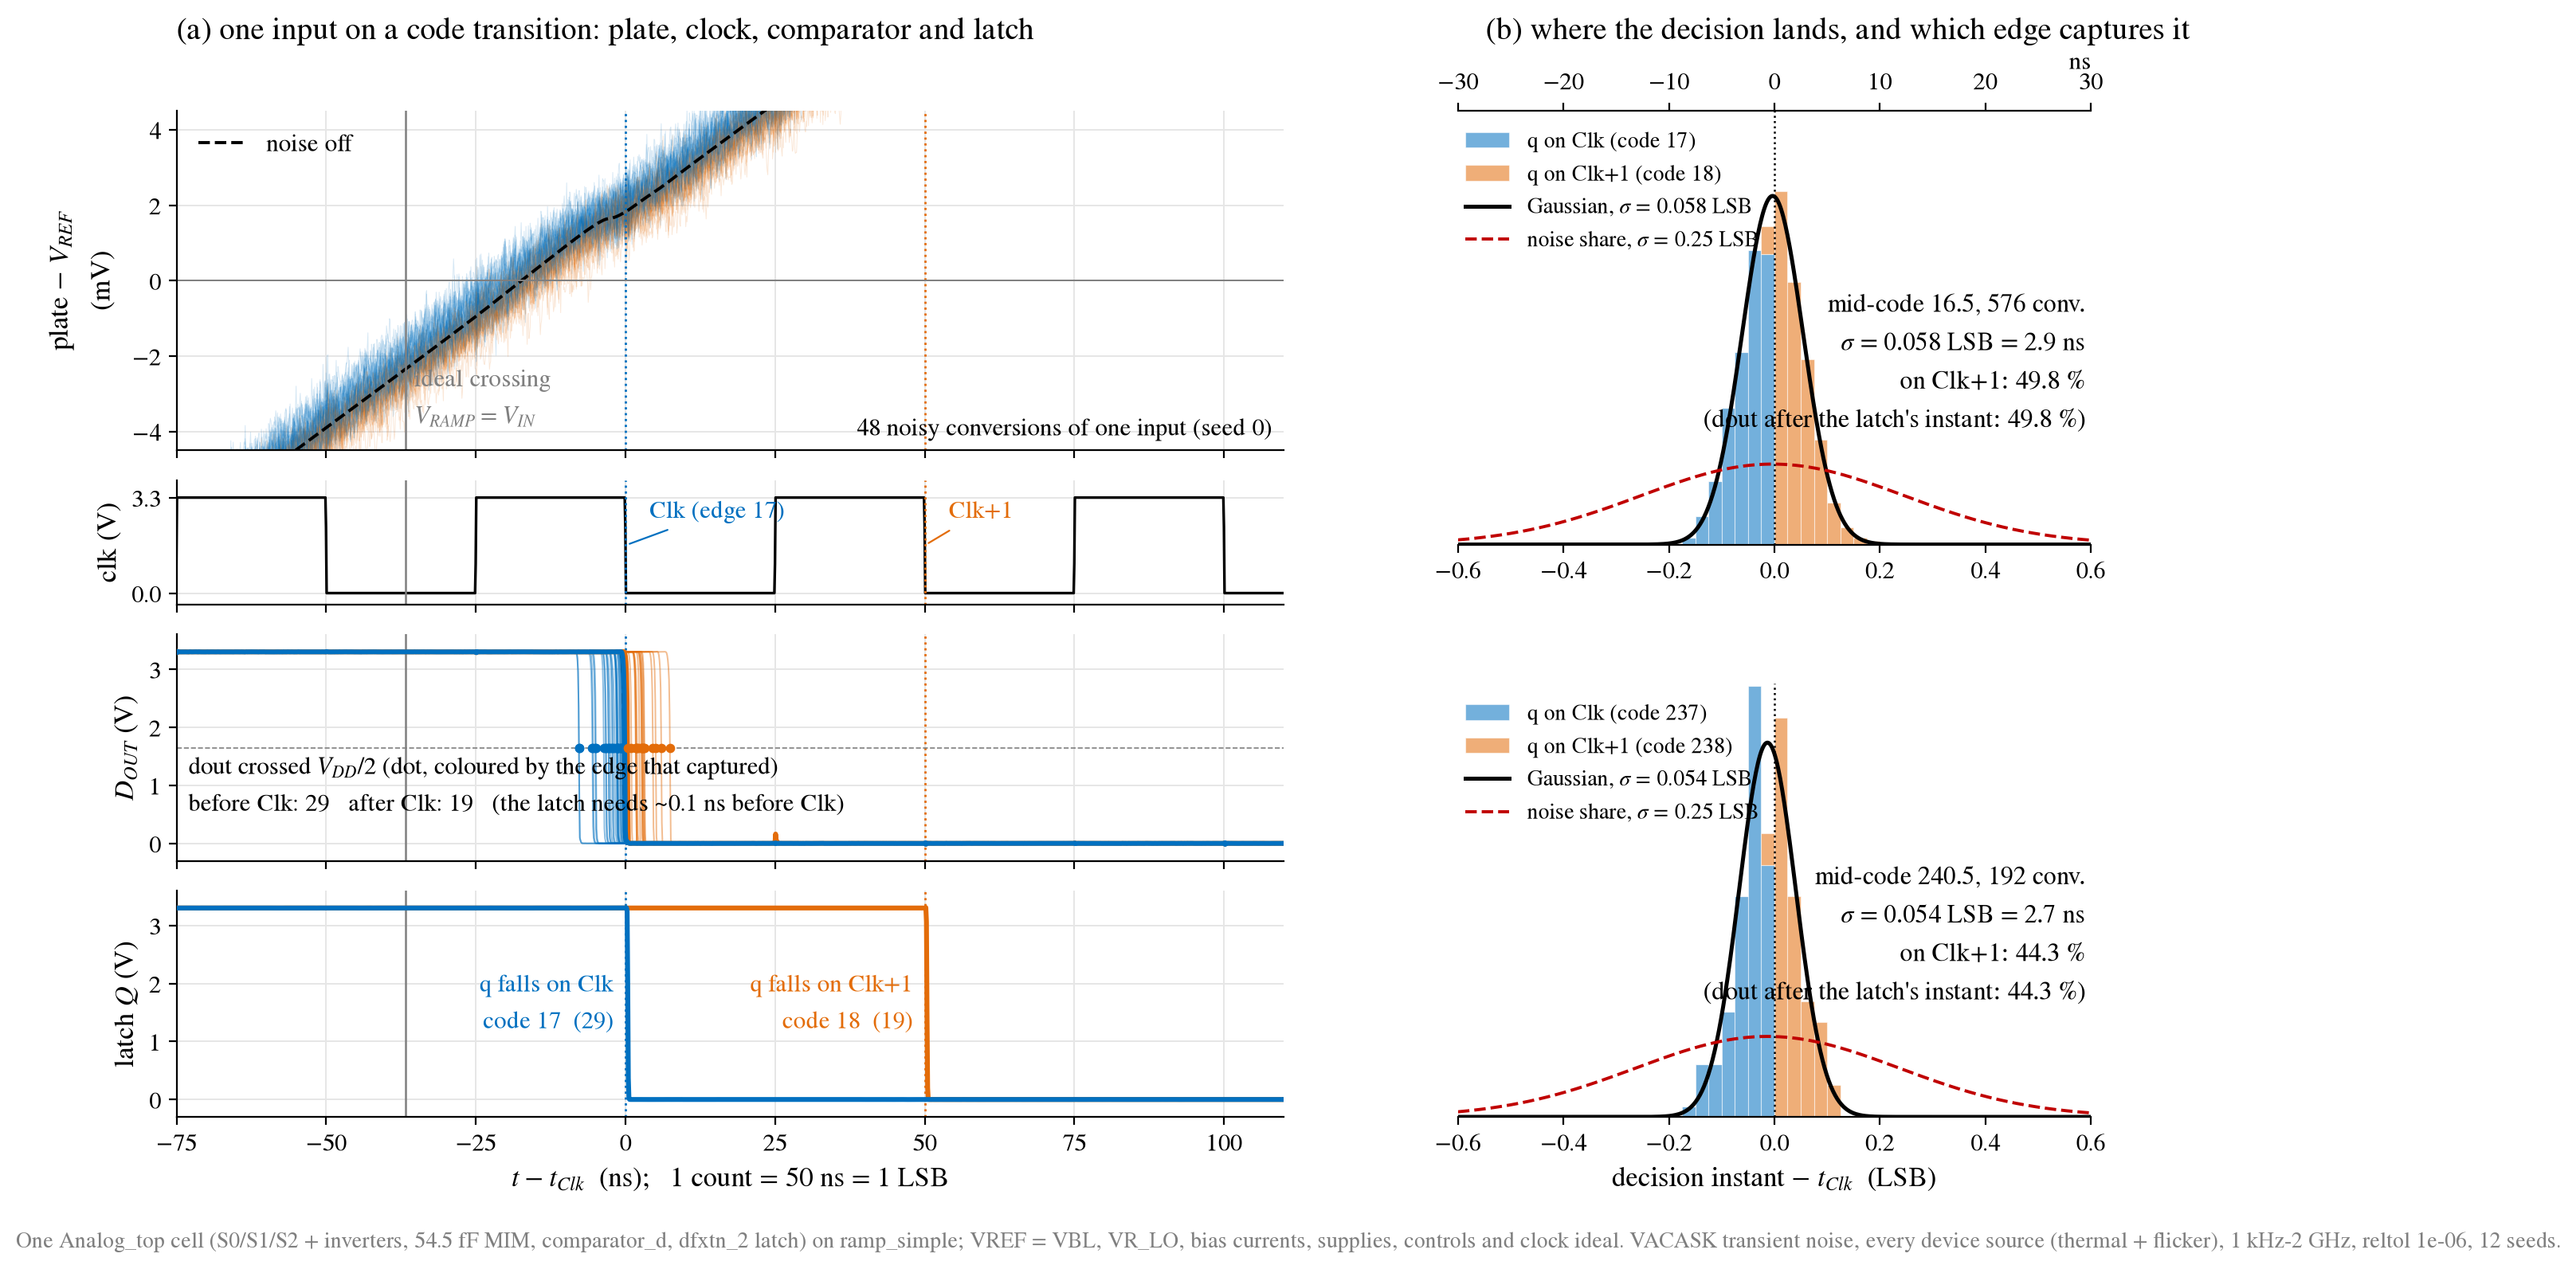 (a) one input on a code transition: plate, clock, comparator and latch
plate − V_REF
(mV)
4
2
0
−2
−4
noise off
ideal crossing
V_RAMP = V_IN
48 noisy conversions of one input (seed 0)
clk (V)
3.3
0.0
Clk (edge 17)
Clk+1
D_OUT (V)
3
2
1
0
dout crossed V_DD/2 (dot, coloured by the edge that captured)
before Clk: 29 after Clk: 19 (the latch needs ~0.1 ns before Clk)
latch Q (V)
3
2
1
0
q falls on Clk
code 17 (29)
q falls on Clk+1
code 18 (19)
−75 −50 −25 0 25 50 75 100
t − t_Clk (ns); 1 count = 50 ns = 1 LSB
(b) where the decision lands, and which edge captures it
ns
−30 −20 −10 0 10 20 30
q on Clk (code 17)
q on Clk+1 (code 18)
Gaussian, σ = 0.058 LSB
noise share, σ = 0.25 LSB
mid-code 16.5, 576 conv.
σ = 0.058 LSB = 2.9 ns
on Clk+1: 49.8 %
(dout after the latch's instant: 49.8 %)
−0.6 −0.4 −0.2 0.0 0.2 0.4 0.6
q on Clk (code 237)
q on Clk+1 (code 238)
Gaussian, σ = 0.054 LSB
noise share, σ = 0.25 LSB
mid-code 240.5, 192 conv.
σ = 0.054 LSB = 2.7 ns
on Clk+1: 44.3 %
(dout after the latch's instant: 44.3 %)
−0.6 −0.4 −0.2 0.0 0.2 0.4 0.6
decision instant − t_Clk (LSB)
One Analog_top cell (S0/S1/S2 + inverters, 54.5 fF MIM, comparator_d, dfxtn_2 latch) on ramp_simple; VREF = VBL, VR_LO, bias currents, supplies, controls and clock ideal. VACASK transient noise, every device source (thermal + flicker), 1 kHz-2 GHz, reltol 1e-06, 12 seeds.